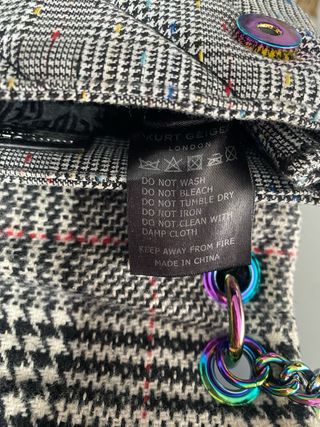 KURT GEIGER
LONDON
DO NOT WASH
DO NOT BLEACH
DO NOT TUMBLE DRY
DO NOT IRON
DO NOT CLEAN WITH
DAMP CLOTH
KEEP AWAY FROM FIRE
MADE IN CHINA